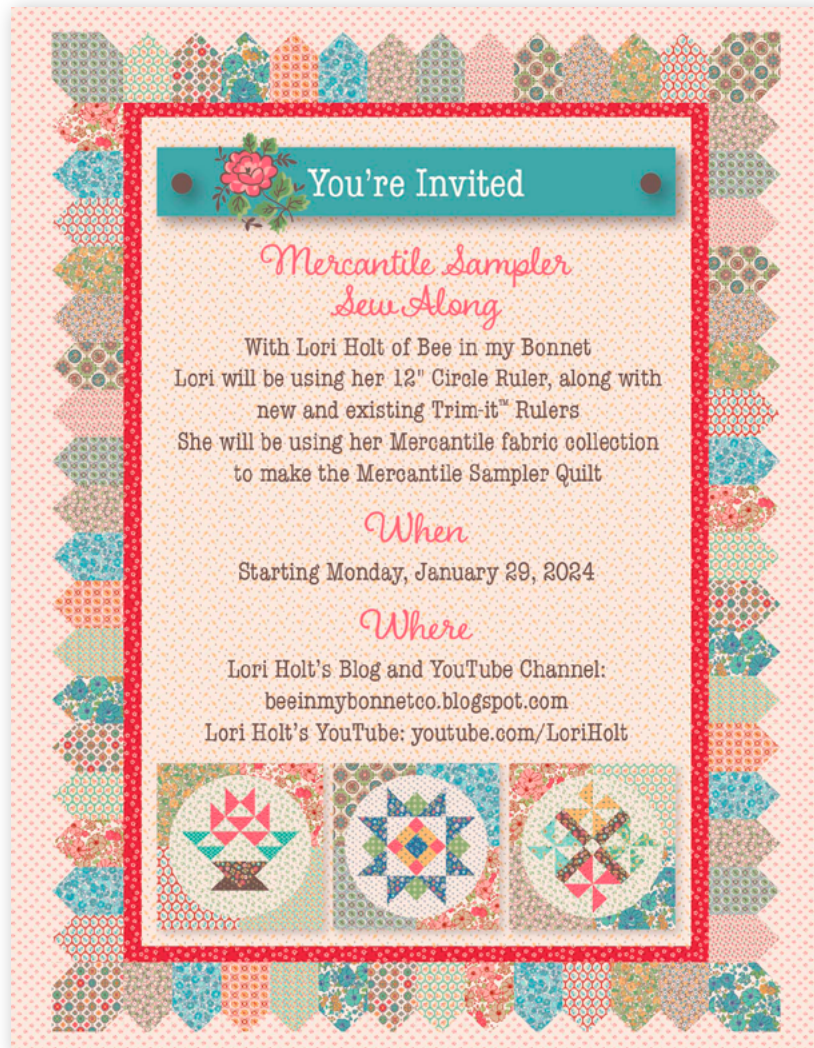 You're Invited
Mercantile Sampler
Sew Along
With Lori Holt of Bee in my Bonnet
Lori will be using her 12" Circle Ruler, along with
new and existing Trim-it™ Rulers
She will be using her Mercantile fabric collection
to make the Mercantile Sampler Quilt
When
Starting Monday, January 29, 2024
Where
Lori Holt's Blog and YouTube Channel:
beeinmybonnetco.blogspot.com
Lori Holt's YouTube: youtube.com/LoriHolt